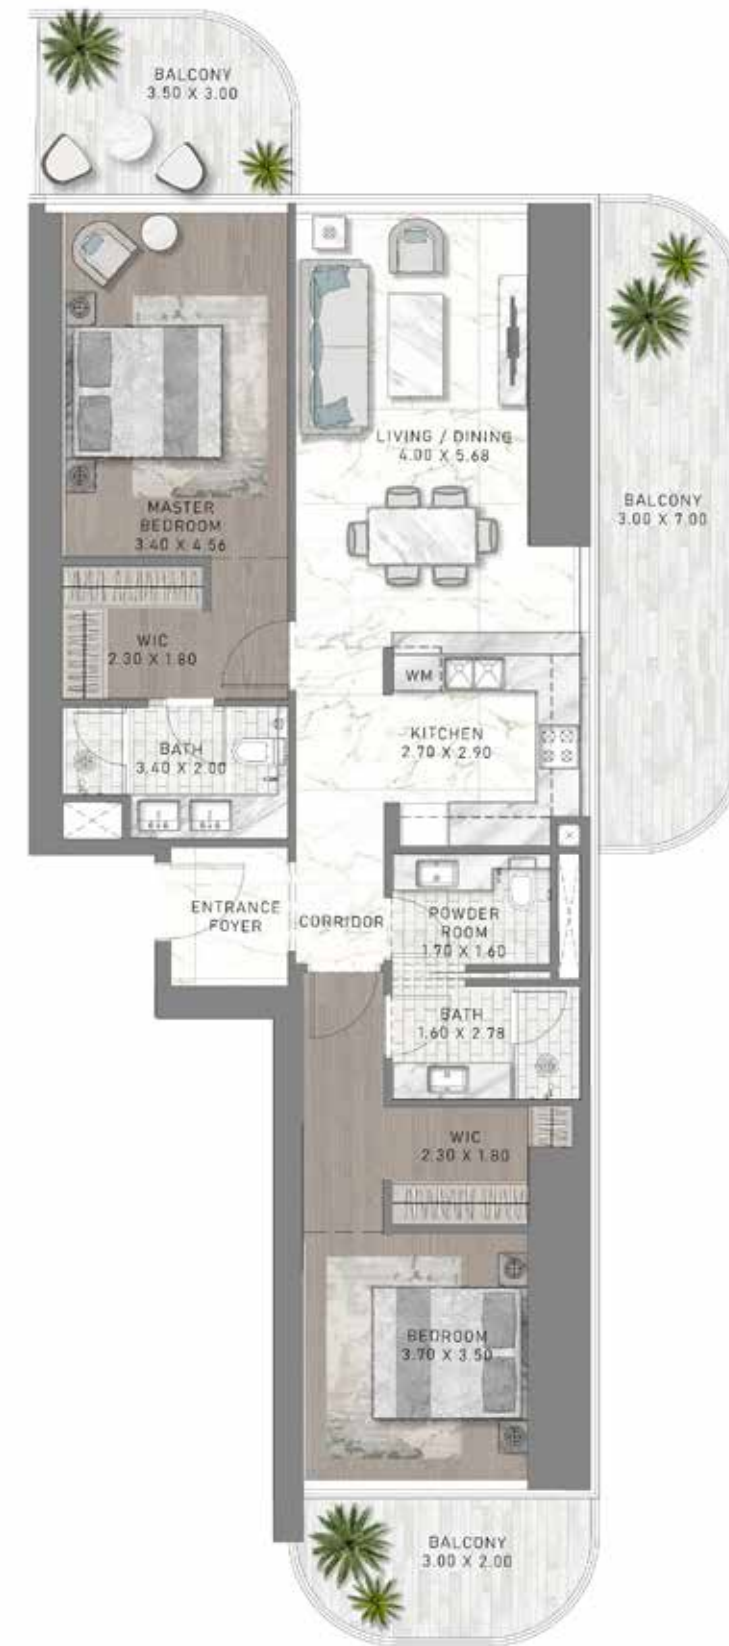 BALCONY
3.50 X 3.00
LIVING / DINING
4.00 X 5.68
MASTER
BEDROOM
3.40 X 4.56
BALCONY
3.00 X 7.00
WIC
2.30 X 1.80
WM
KITCHEN
2.70 X 2.90
BATH
3.40 X 2.00
ENTRANCE
FOYER
CORRIDOR
POWDER
ROOM
1.70 X 1.60
BATH
1.60 X 2.78
WIC
2.30 X 1.80
BEDROOM
3.70 X 3.50
BALCONY
3.00 X 2.00